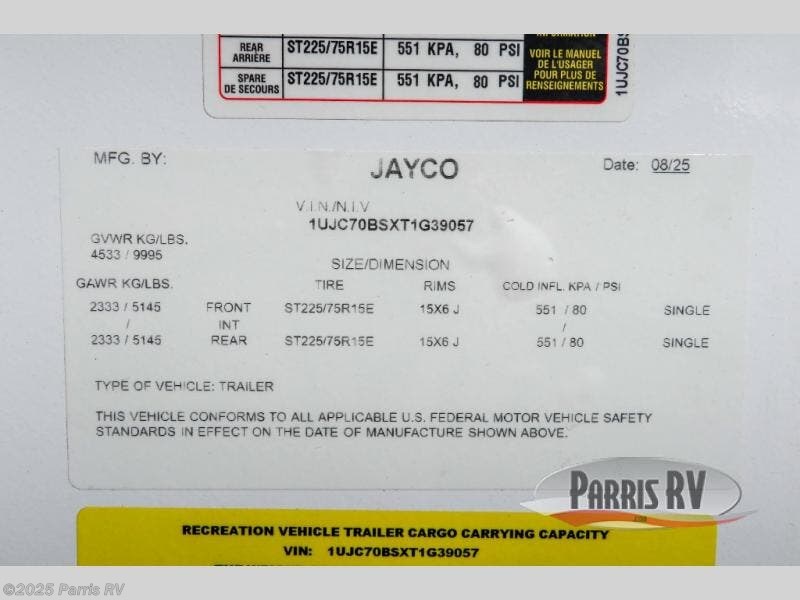 INFORMATION
REAR ARRIÈRE ST225/75R15E 551 KPA, 80 PSI
VOIR LE MANUEL DE L'USAGER POUR PLUS DE RENSEIGNEMENTS
SPARE DE SECOURS ST225/75R15E 551 KPA, 80 PSI
1UJC70BS
MFG. BY: JAYCO Date: 08/25
V.I.N./N.I.V
1UJC70BSXT1G39057
GVWR KG/LBS.
4533 / 9995
SIZE/DIMENSION
GAWR KG/LBS. TIRE RIMS COLD INFL. KPA / PSI
2333 / 5145 FRONT ST225/75R15E 15X6 J 551 / 80 SINGLE
/ INT /
2333 / 5145 REAR ST225/75R15E 15X6 J 551 / 80 SINGLE
TYPE OF VEHICLE: TRAILER
THIS VEHICLE CONFORMS TO ALL APPLICABLE U.S. FEDERAL MOTOR VEHICLE SAFETY
STANDARDS IN EFFECT ON THE DATE OF MANUFACTURE SHOWN ABOVE.
PARRIS RV
RECREATION VEHICLE TRAILER CARGO CARRYING CAPACITY
VIN: 1UJC70BSXT1G39057
©2025 Parris RV